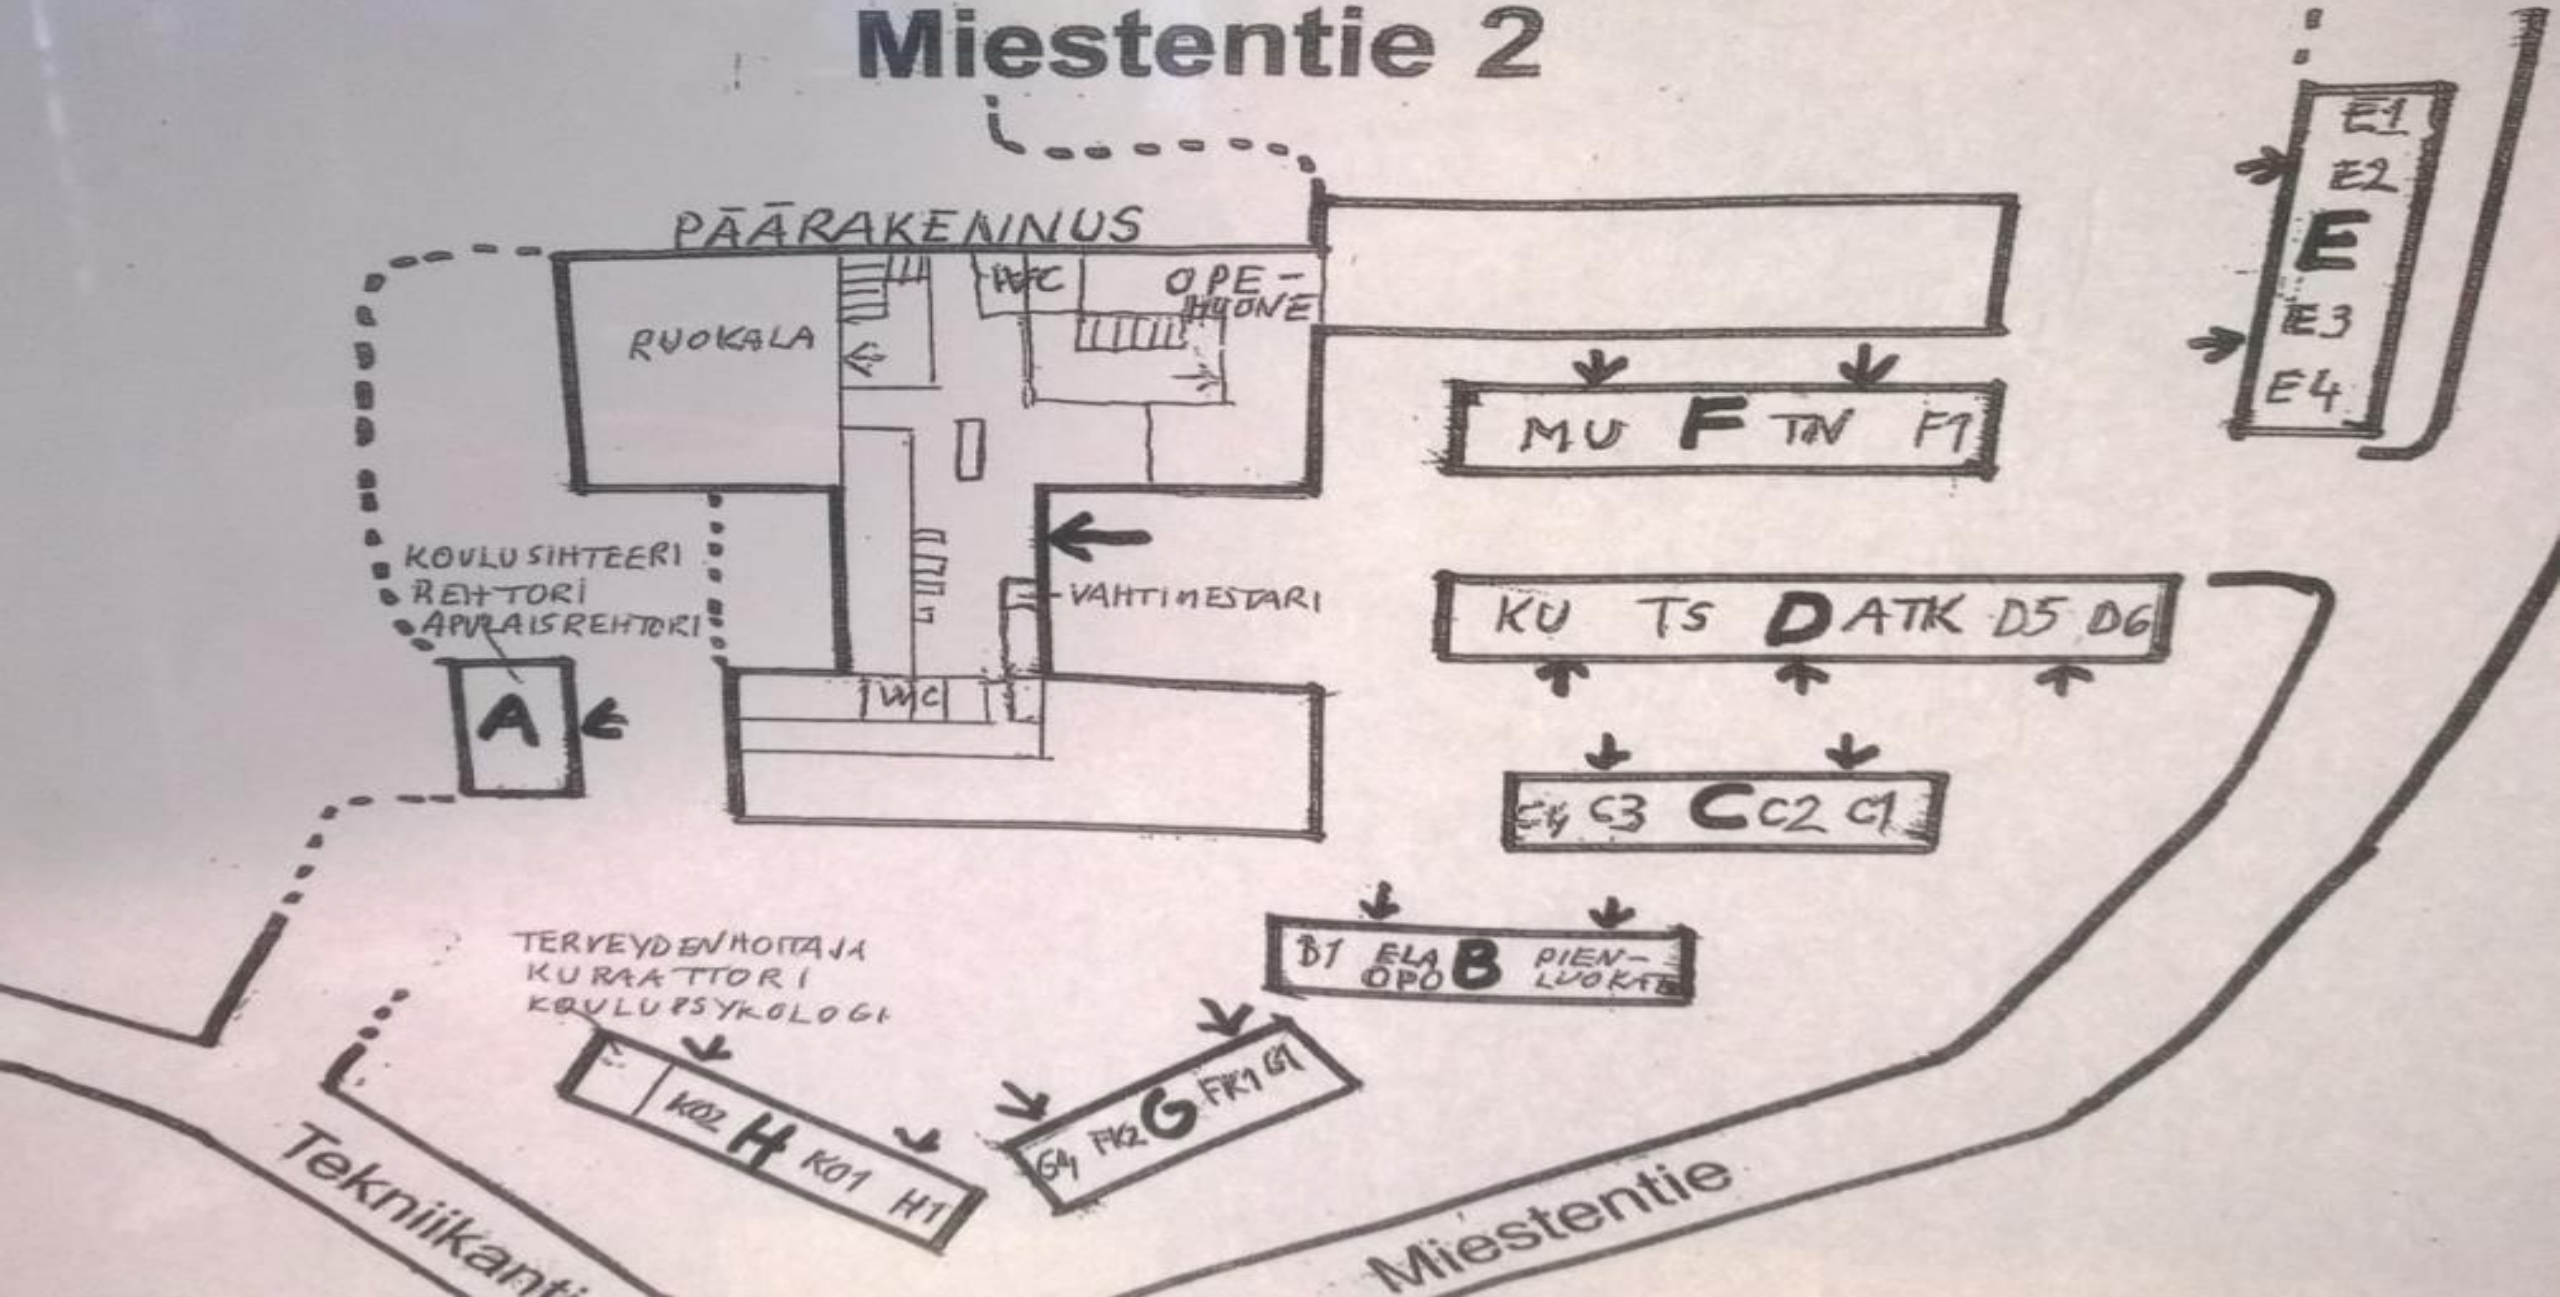 Miestentie 2
PÄÄRAKENNUS
WC
OPE-
HUONE
RUOKALA
E1
E2
E
E3
E4
MU F TN F1
KOULUSIHTEERI
REHTORI
APULAISREHTORI
VAHTIMESTARI
KU TS D ATK D5 D6
A
WC
C4 C3 C C2 C1
TERVEYDENHOITAJA
KURAATTORI
KOULUPSYKOLOGI
B1 ELA B PIEN-
OPO LUOKAT
KO2 H KO1 H1
G4 FK2 G FK1 G1
Tekniikanti
Miestentie